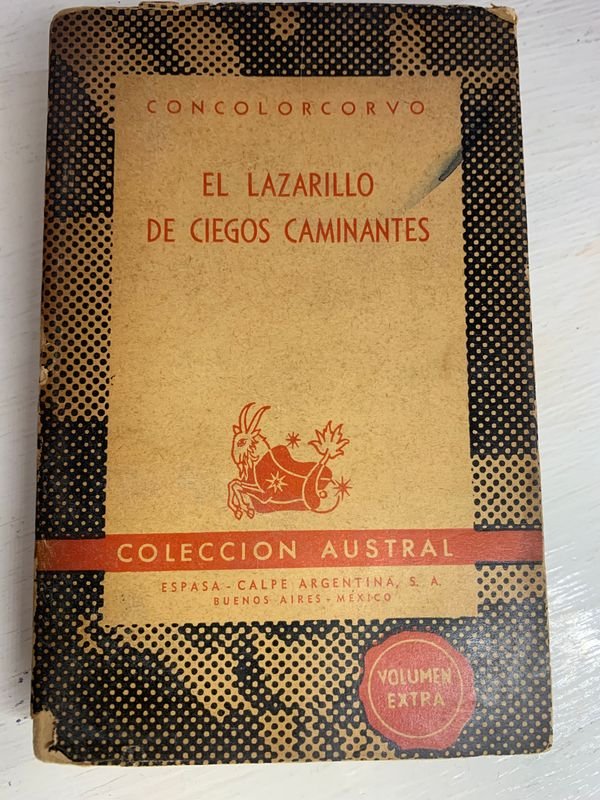 CONCOLORCORVO
EL LAZARILLO
DE CIEGOS CAMINANTES
COLECCION AUSTRAL
ESPASA - CALPE ARGENTINA, S. A.
BUENOS AIRES - MÉXICO
VOLUMEN
EXTRA